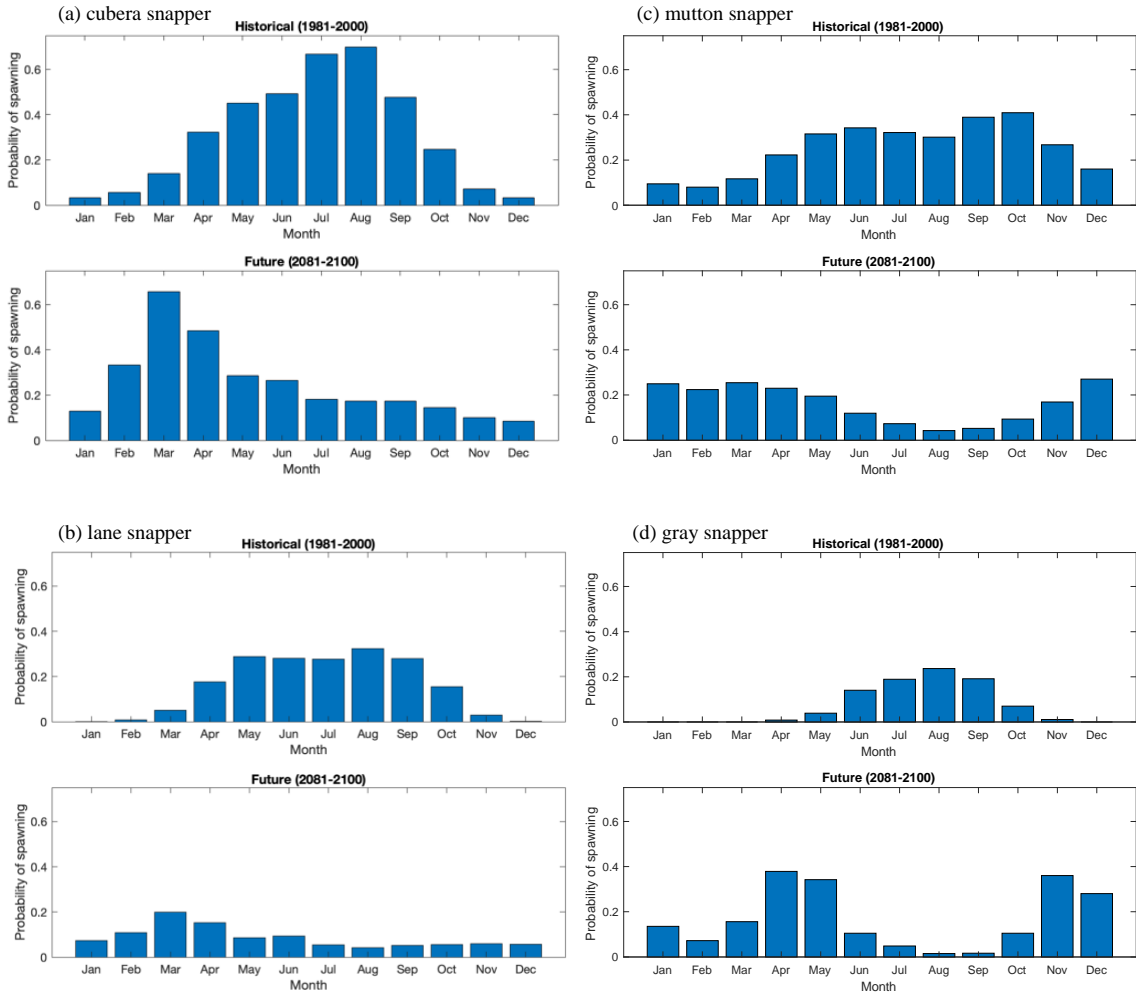 (a) cubera snapper
Historical (1981-2000)
Probability of spawning
0.6
0.4
0.2
0
Jan Feb Mar Apr May Jun Jul Aug Sep Oct Nov Dec
Month
Future (2081-2100)
Probability of spawning
0.6
0.4
0.2
0
Jan Feb Mar Apr May Jun Jul Aug Sep Oct Nov Dec
Month
(b) lane snapper
Historical (1981-2000)
Probability of spawning
0.6
0.4
0.2
0
Jan Feb Mar Apr May Jun Jul Aug Sep Oct Nov Dec
Month
Future (2081-2100)
Probability of spawning
0.6
0.4
0.2
0
Jan Feb Mar Apr May Jun Jul Aug Sep Oct Nov Dec
Month
(c) mutton snapper
Historical (1981-2000)
Probability of spawning
0.6
0.4
0.2
0
Jan Feb Mar Apr May Jun Jul Aug Sep Oct Nov Dec
Month
Future (2081-2100)
Probability of spawning
0.6
0.4
0.2
0
Jan Feb Mar Apr May Jun Jul Aug Sep Oct Nov Dec
Month
(d) gray snapper
Historical (1981-2000)
Probability of spawning
0.6
0.4
0.2
0
Jan Feb Mar Apr May Jun Jul Aug Sep Oct Nov Dec
Month
Future (2081-2100)
Probability of spawning
0.6
0.4
0.2
0
Jan Feb Mar Apr May Jun Jul Aug Sep Oct Nov Dec
Month